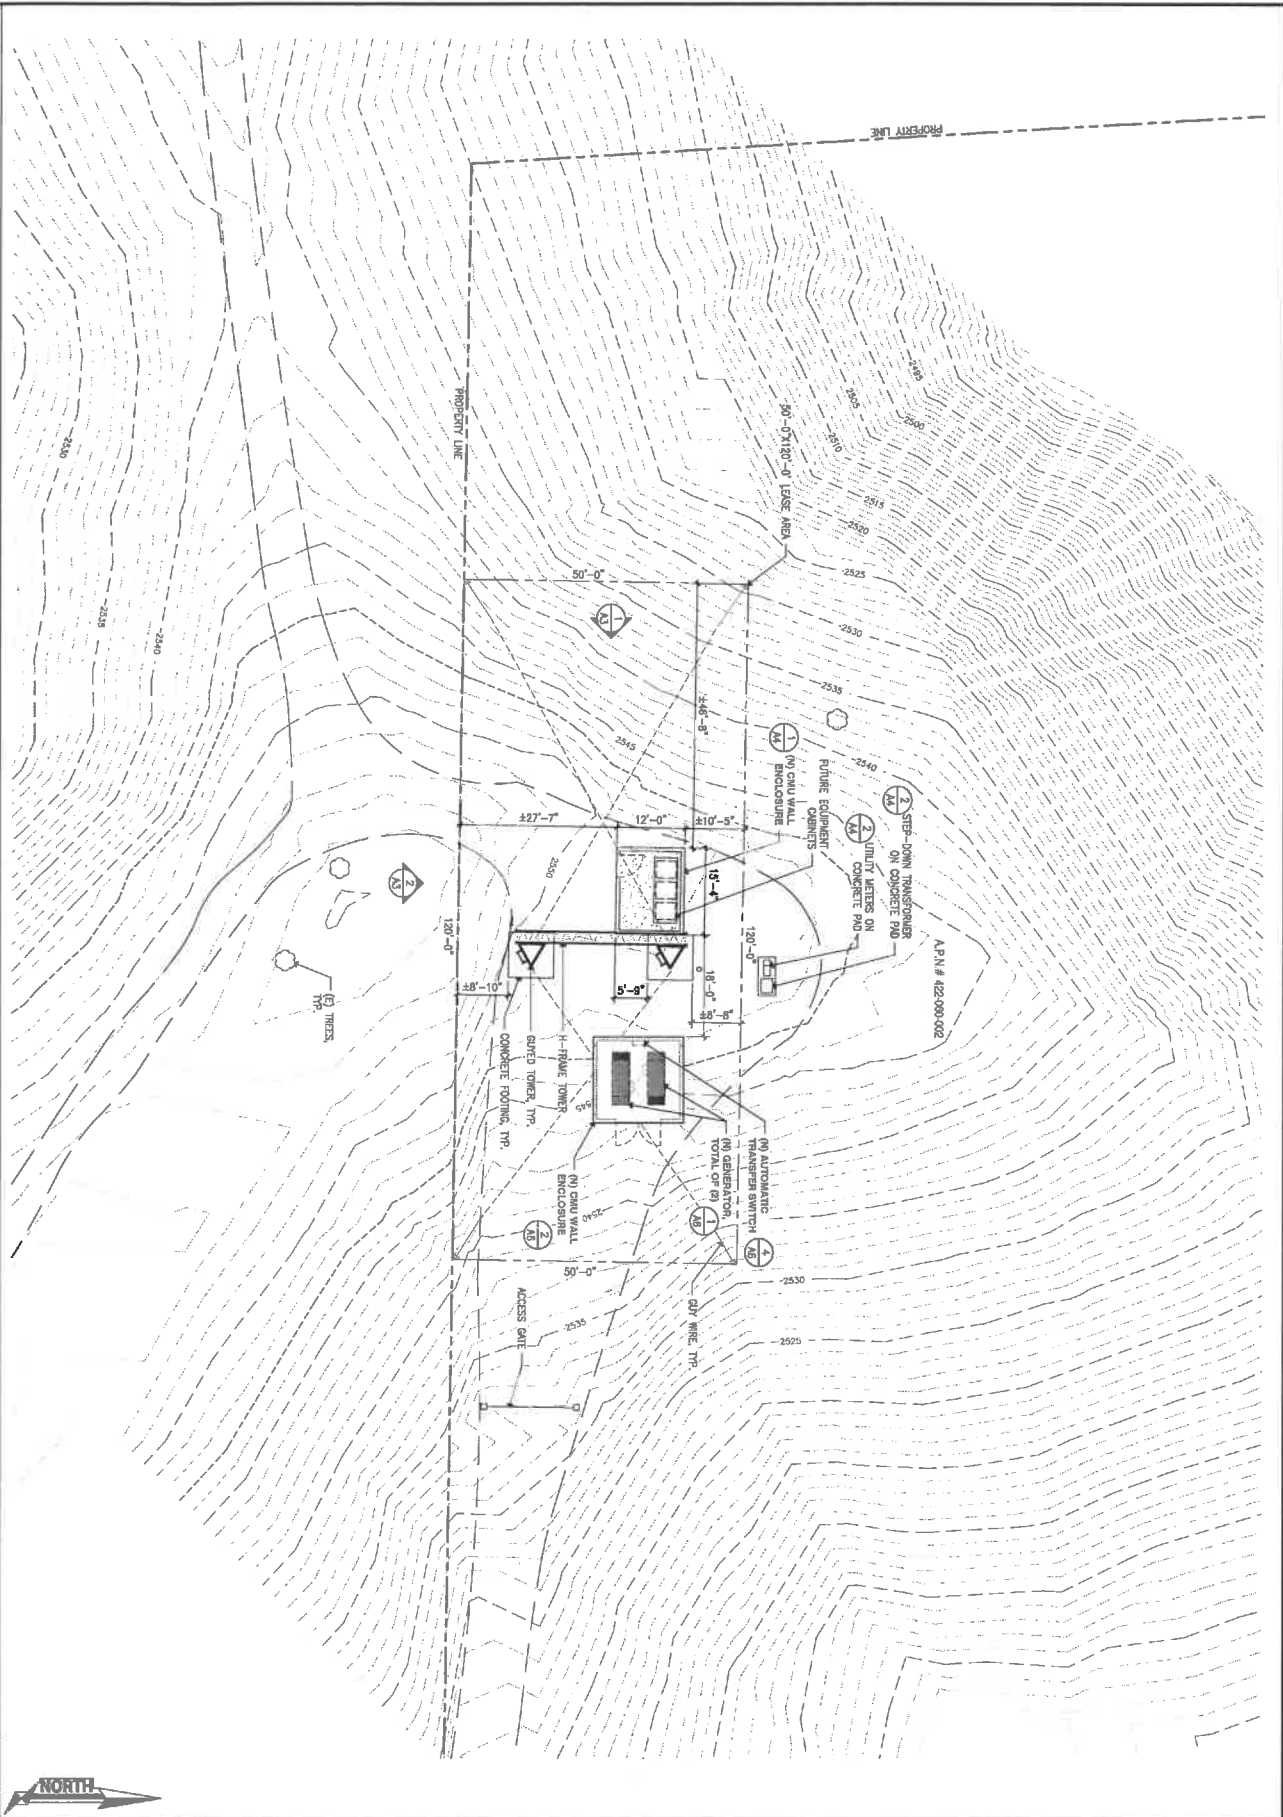 PROPERTY LINE
2495
2500
2505
2510
2515
2520
2525
2530
2535
2540
PROPERTY LINE
50'-0"X120'-0" LEASE AREA
50'-0"
1
A3
±46'-8"
2545
1
A4
(N) CMU WALL
ENCLOSURE
FUTURE EQUIPMENT
CABINETS
2
A4
STEP-DOWN TRANSFORMER
ON CONCRETE PAD
2
A4
UTILITY METERS ON
CONCRETE PAD
A.P.N.# 422-080-002
±27'-7"
12'-0"
±10'-5"
15'-4"
2550
2
A3
120'-0"
120'-0"
±8'-10"
5'-9"
18'-0"
±8'-8"
(E) TREES,
TYP.
H-FRAME TOWER
GUYED TOWER, TYP.
CONCRETE FOOTING, TYP.
545
(N) CMU WALL
ENCLOSURE
2
A6
(N) AUTOMATIC
TRANSFER SWITCH
4
A6
(N) GENERATOR,
TOTAL OF (2)
1
A6
2540
50'-0"
ACCESS GATE
GUY WIRE, TYP.
2535
2530
2525
2530
2535
2540
NORTH